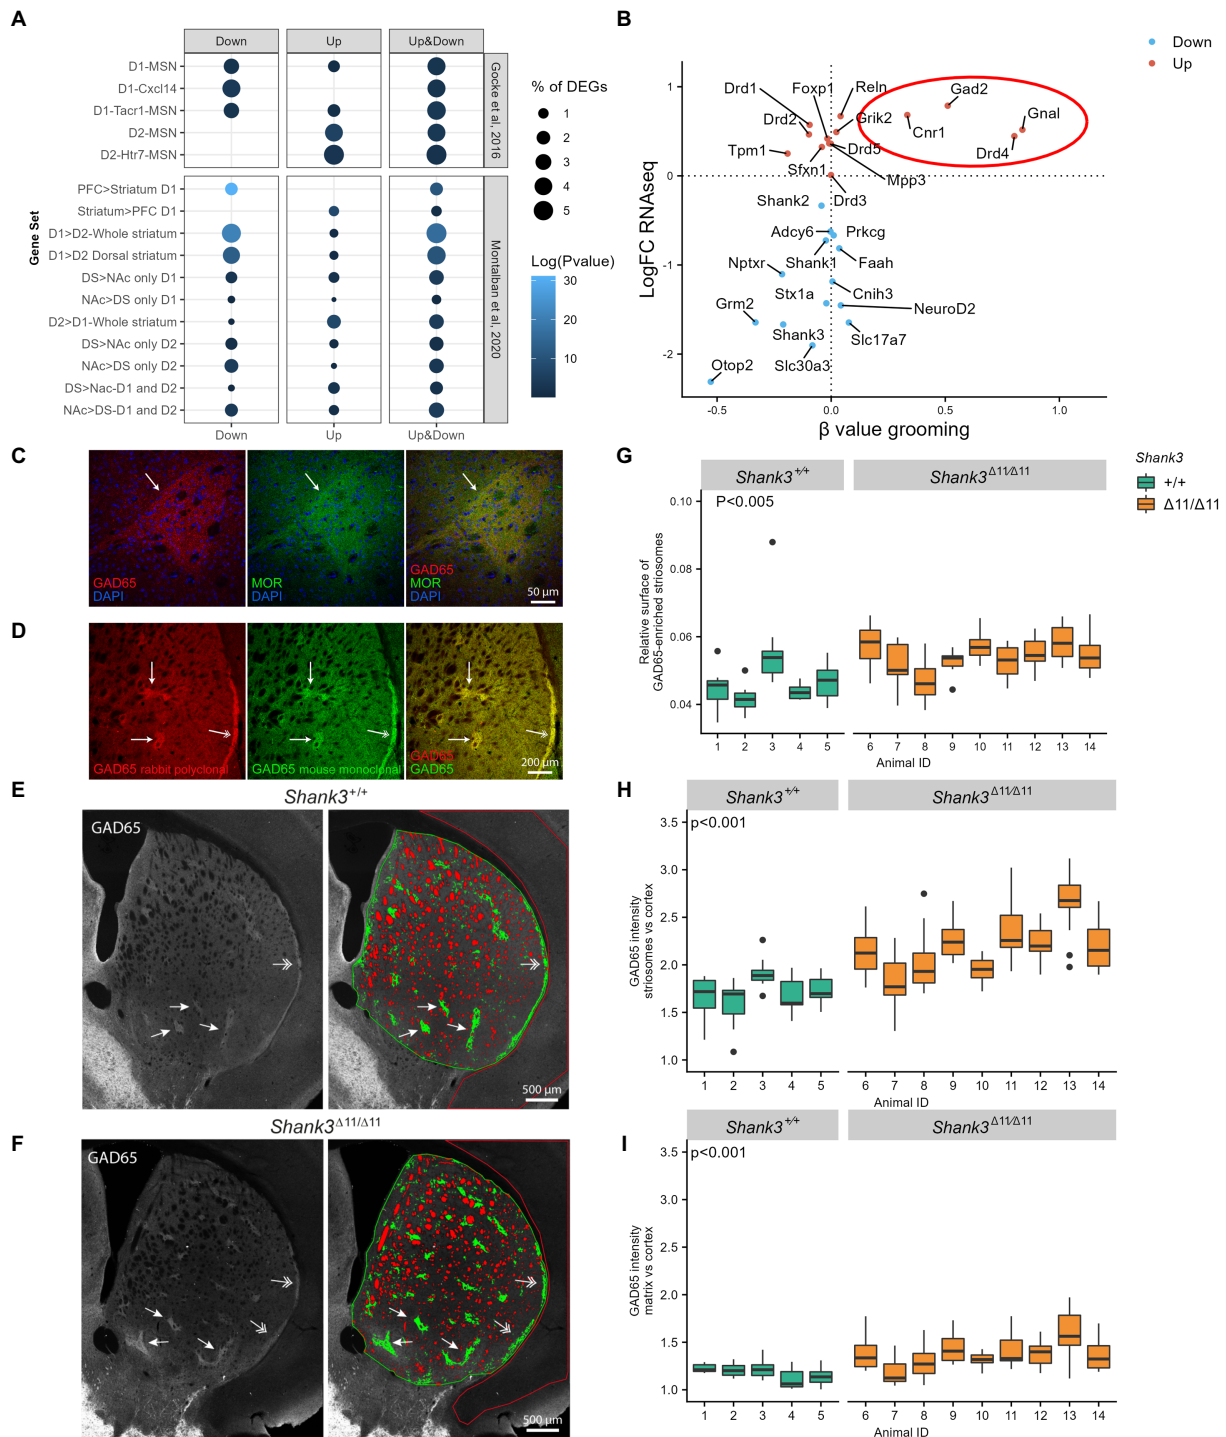 A
Down Up Up&Down
D1-MSN
D1-Cxcl14
D1-Tacr1-MSN
D2-MSN
D2-Htr7-MSN
Gocke et al, 2016
PFC>Striatum D1
Striatum>PFC D1
D1>D2-Whole striatum
D1>D2 Dorsal striatum
DS>NAc only D1
NAc>DS only D1
D2>D1-Whole striatum
DS>NAc only D2
NAc>DS only D2
DS>Nac-D1 and D2
NAc>DS-D1 and D2
Montalban et al, 2020
Gene Set
Down Up Up&Down
% of DEGs
1
2
3
4
5
Log(Pvalue)
30
20
10
B
Down
Up
LogFC RNAseq
1
0
-1
-2
Drd1 Foxp1 Reln Gad2
Drd2 Grik2 Cnr1 Gnal
Tpm1 Sfxn1 Drd5 Drd4
Mpp3
Shank2 Drd3
Adcy6 Prkcg
Nptxr Shank1 Faah
Stx1a Cnih3
Grm2 NeuroD2
Shank3 Slc17a7
Otop2 Slc30a3
-0.5 0.0 0.5 1.0
β value grooming
C
GAD65
DAPI
MOR
DAPI
GAD65
MOR
DAPI
50 µm
D
GAD65 rabbit polyclonal
GAD65 mouse monoclonal
GAD65
GAD65
200 µm
E
Shank3+/+
GAD65
500 µm
F
Shank3Δ11/Δ11
GAD65
500 µm
G
Shank3+/+ Shank3Δ11/Δ11
P<0.005
0.10
0.08
0.06
0.04
Relative surface of
GAD65-enriched striosomes
1 2 3 4 5 6 7 8 9 10 11 12 13 14
Animal ID
Shank3
+/+
Δ11/Δ11
H
Shank3+/+ Shank3Δ11/Δ11
p<0.001
3.5
3.0
2.5
2.0
1.5
1.0
GAD65 intensity
striosomes vs cortex
1 2 3 4 5 6 7 8 9 10 11 12 13 14
Animal ID
I
Shank3+/+ Shank3Δ11/Δ11
p<0.001
3.5
3.0
2.5
2.0
1.5
1.0
GAD65 intensity
matrix vs cortex
1 2 3 4 5 6 7 8 9 10 11 12 13 14
Animal ID